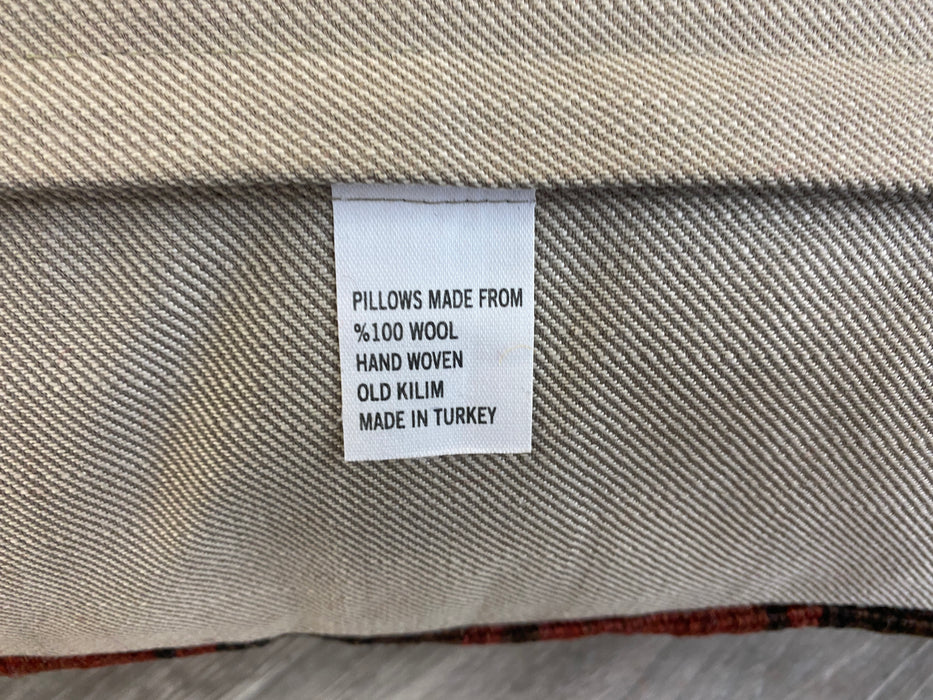 PILLOWS MADE FROM
%100 WOOL
HAND WOVEN
OLD KILIM
MADE IN TURKEY